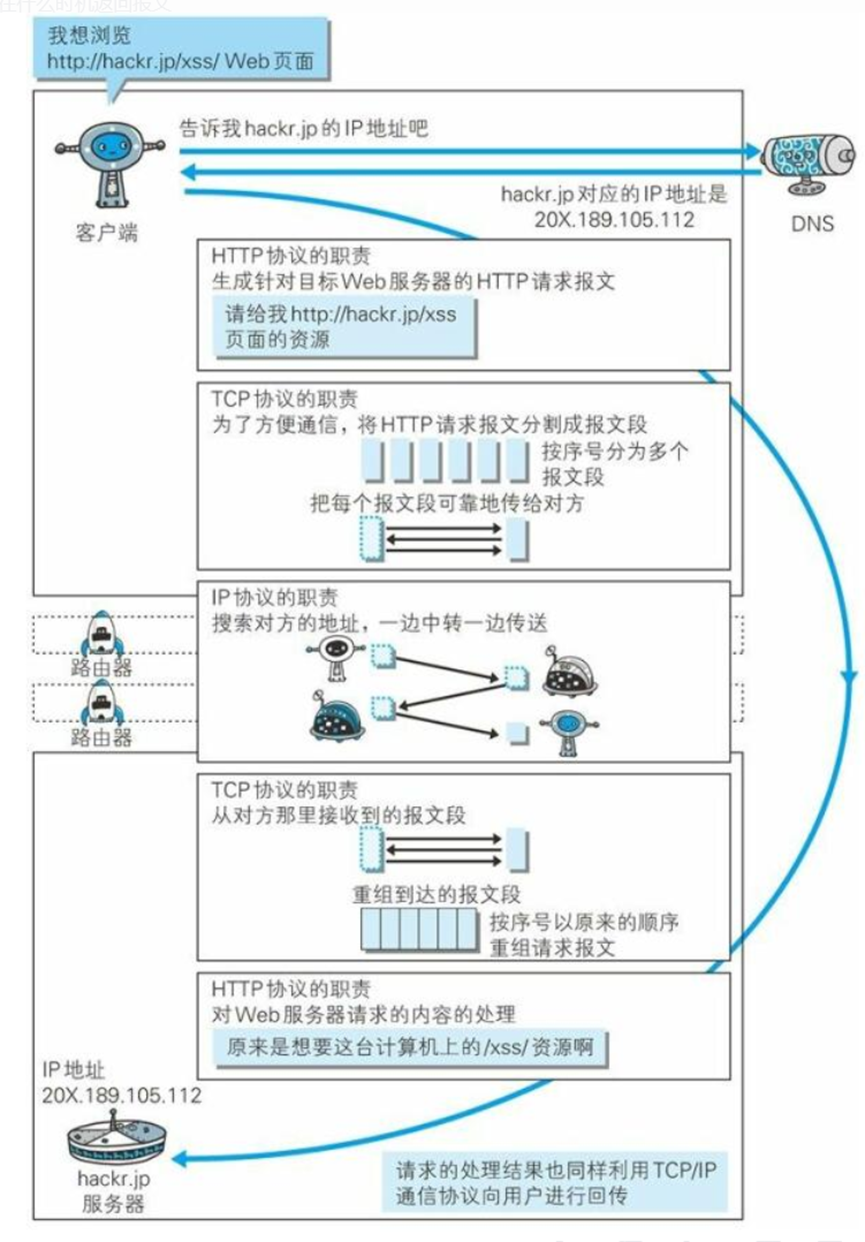 在什么时机返回报文
我想浏览
http://hackr.jp/xss/ Web页面
告诉我hackr.jp的IP地址吧
hackr.jp对应的IP地址是
20X.189.105.112
客户端
DNS
HTTP协议的职责
生成针对目标Web服务器的HTTP请求报文
请给我http://hackr.jp/xss
页面的资源
TCP协议的职责
为了方便通信，将HTTP请求报文分割成报文段
按序号分为多个
报文段
把每个报文段可靠地传给对方
IP协议的职责
搜索对方的地址，一边中转一边传送
路由器
路由器
TCP协议的职责
从对方那里接收到的报文段
重组到达的报文段
按序号以原来的顺序
重组请求报文
HTTP协议的职责
对Web服务器请求的内容的处理
原来是想要这台计算机上的/xss/资源啊
IP地址
20X.189.105.112
hackr.jp
服务器
请求的处理结果也同样利用TCP/IP
通信协议向用户进行回传